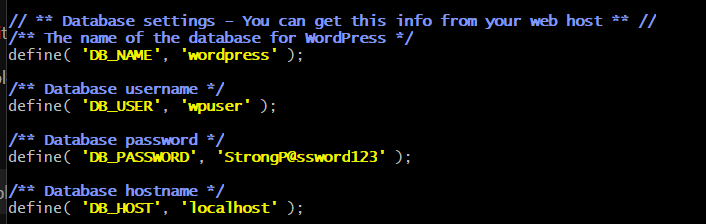 // ** Database settings - You can get this info from your web host ** //
/** The name of the database for WordPress */
define( 'DB_NAME', 'wordpress' );
/** Database username */
define( 'DB_USER', 'wpuser' );
/** Database password */
define( 'DB_PASSWORD', 'StrongP@ssword123' );
/** Database hostname */
define( 'DB_HOST', 'localhost' );